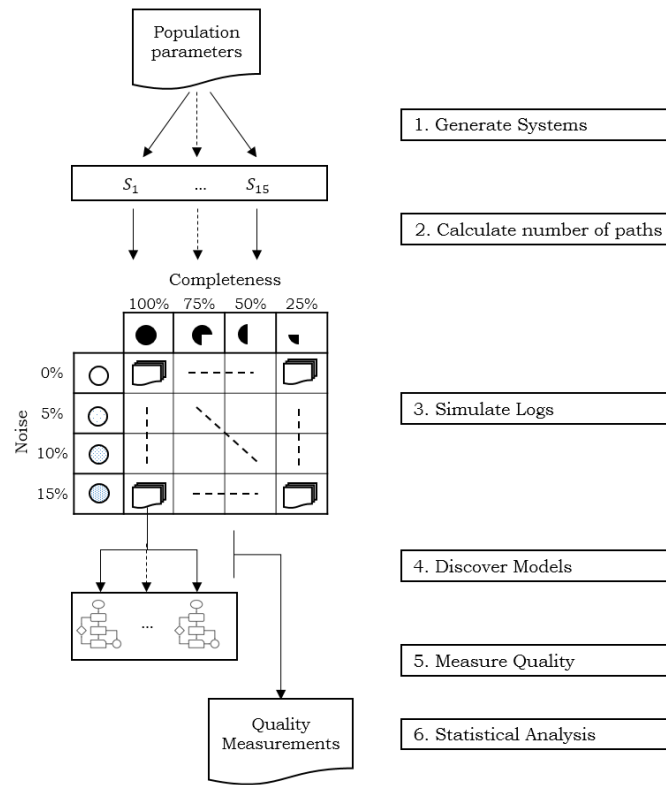 Population
parameters
1. Generate Systems
S₁ ... S₁₅
2. Calculate number of paths
Completeness
100% 75% 50% 25%
Noise
0%
5%
10%
15%
3. Simulate Logs
4. Discover Models
...
5. Measure Quality
Quality
Measurements
6. Statistical Analysis